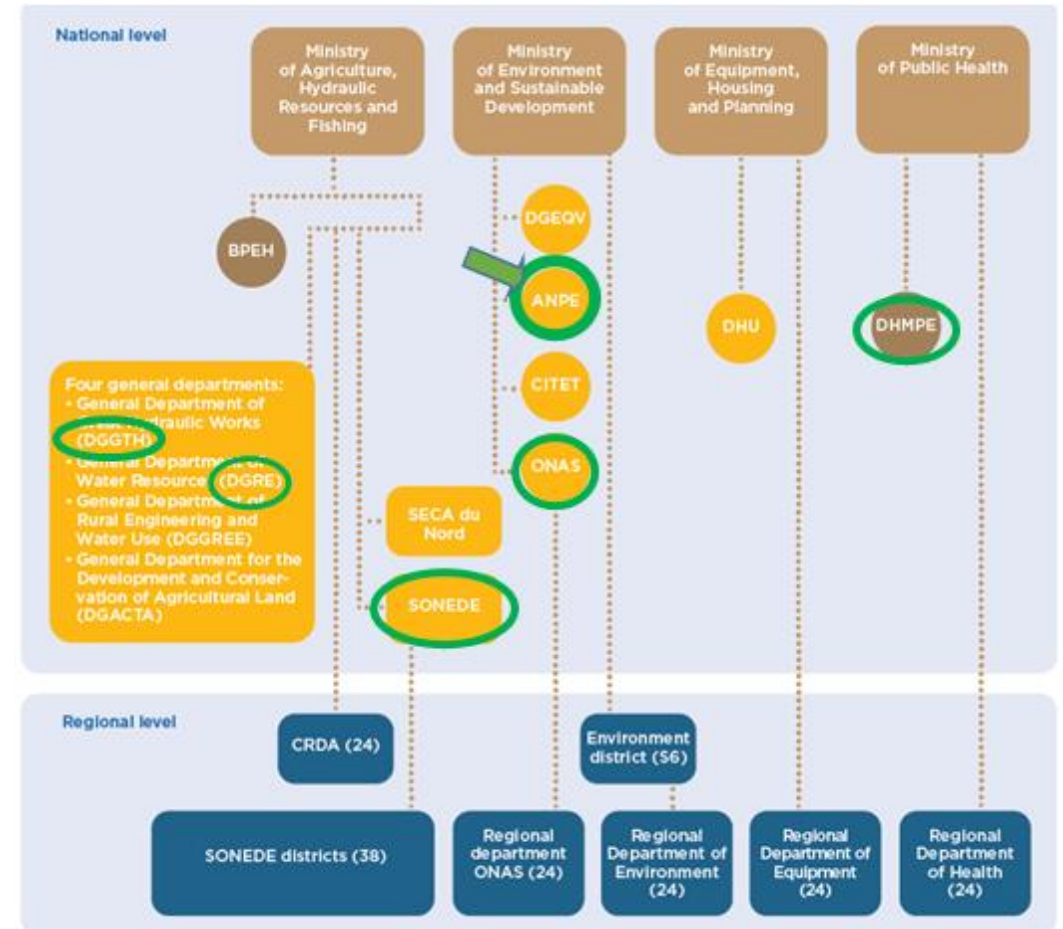 National level
Ministry
of Agriculture,
Hydraulic
Resources and
Fishing
Ministry
of Environment
and Sustainable
Development
Ministry
of Equipment,
Housing
and Planning
Ministry
of Public Health
BPEH
DGEQV
ANPE
DHU
DHMPE
CITET
ONAS
Four general departments:
• General Department of
Great Hydraulic Works
(DGGTH)
• General Department of
Water Resource (DGRE)
• General Department of
Rural Engineering and
Water Use (DGGREE)
• General Department for the
Development and Conser-
vation of Agricultural Land
(DGACTA)
SECA du
Nord
SONEDE
Regional level
CRDA (24)
Environment
district (S6)
SONEDE districts (38)
Regional
department
ONAS (24)
Regional
Department of
Environment
(24)
Regional
Department of
Equipment
(24)
Regional
Department
of Health
(24)